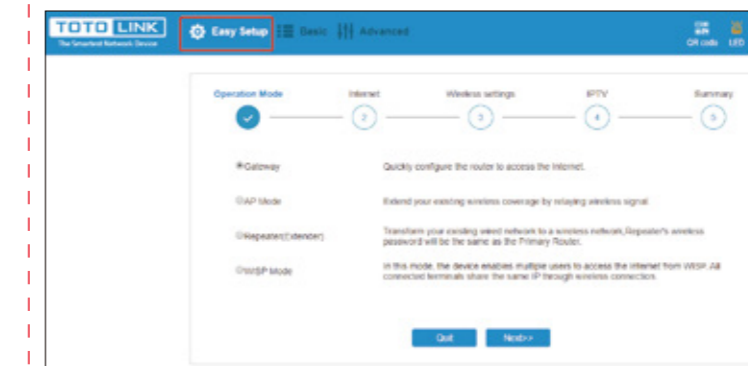 TOTO LINK
The Smartest Network Device
Easy Setup
Basic
Advanced
QR code
LED
Operation Mode
Internet
Wireless settings
IPTV
Summary
2
3
4
5
Gateway
Quickly configure the router to access the Internet.
AP Mode
Extend your existing wireless coverage by relaying wireless signal.
Repeater(Extender)
Transform your existing wired network to a wireless network,Repeater's wireless
password will be the same as the Primary Router.
WISP Mode
In this mode, the device enables multiple users to access the Internet from WISP. All
connected terminals share the same IP through wireless connection.
Quit
Next>>